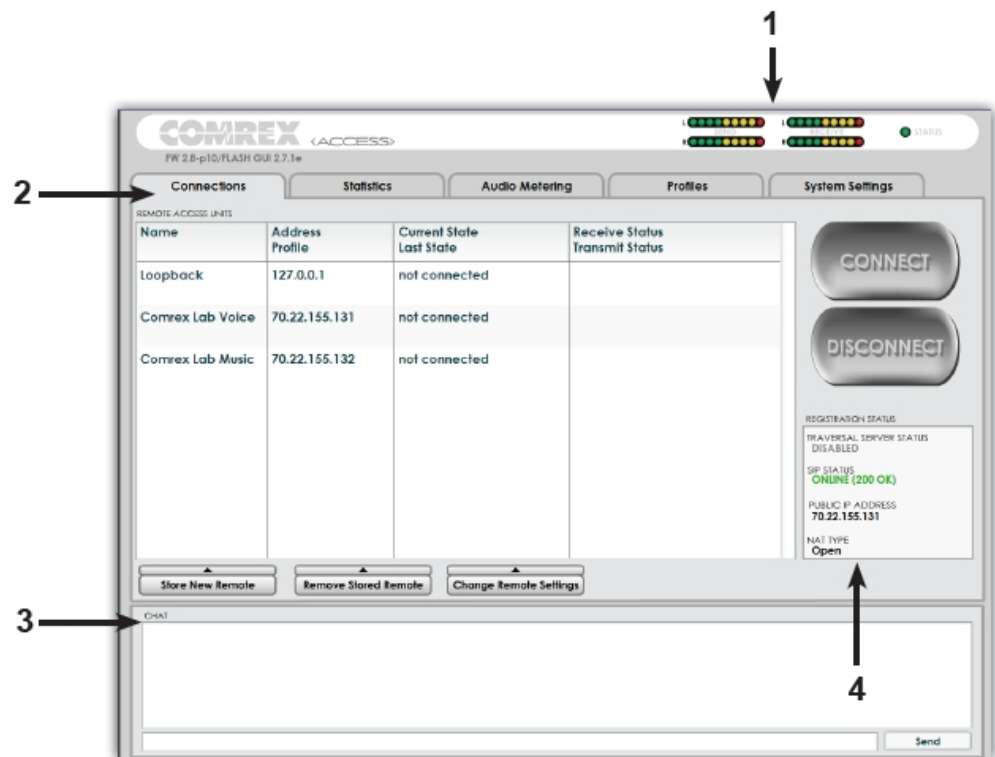 1
COMREX <ACCESS>
L SEND L RECEIVE STATUS
R R
FW 2.8-p10/FLASH GUI 2.7.1e
2
Connections Statistics Audio Metering Profiles System Settings
REMOTE ACCESS UNITS
Name Address Current State Receive Status
Profile Last State Transmit Status
Loopback 127.0.0.1 not connected
Comrex Lab Voice 70.22.155.131 not connected
Comrex Lab Music 70.22.155.132 not connected
CONNECT
DISCONNECT
REGISTRATION STATUS
TRAVERSAL SERVER STATUS
DISABLED
SIP STATUS
ONLINE (200 OK)
PUBLIC IP ADDRESS
70.22.155.131
NAT TYPE
Open
Store New Remote Remove Stored Remote Change Remote Settings
3
CHAT
4
Send